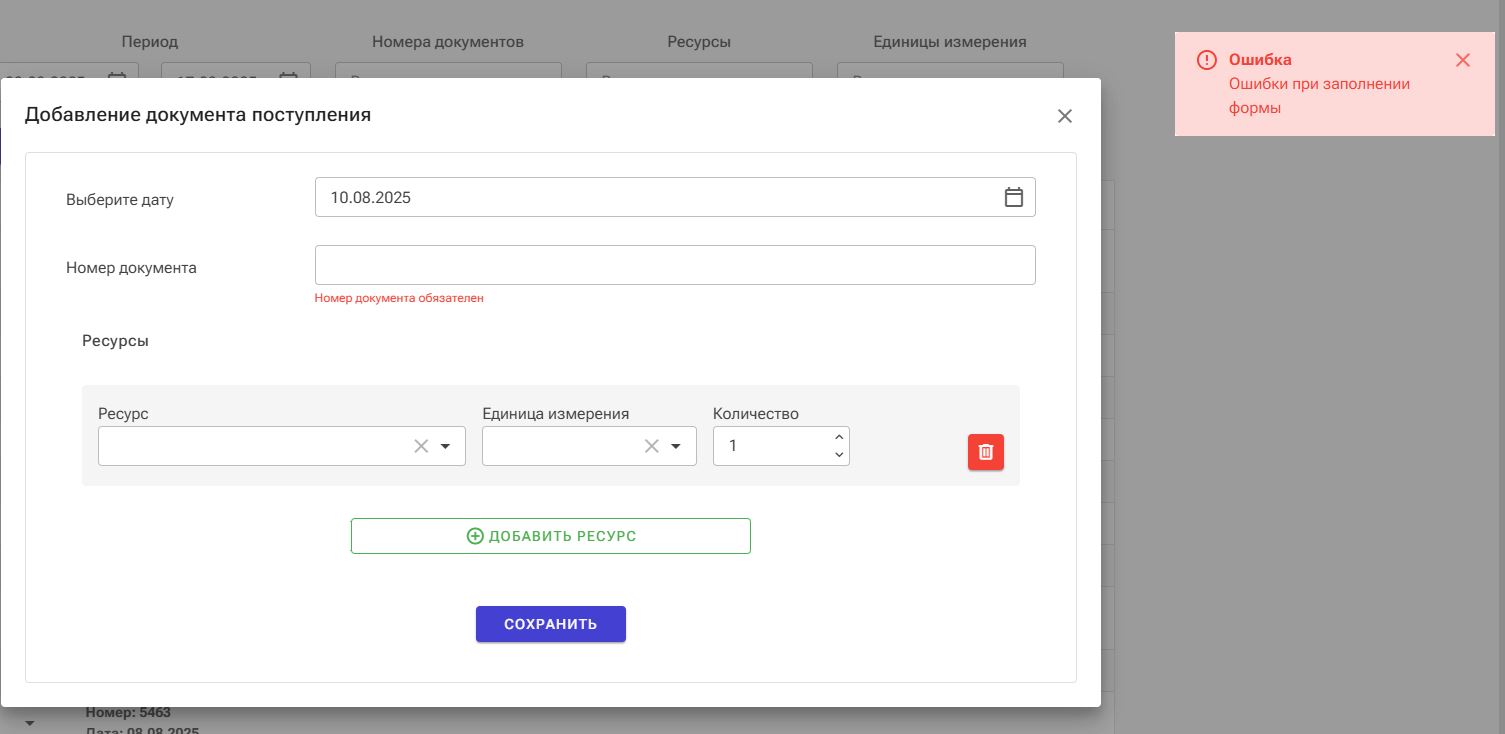 Период
Номера документов
Ресурсы
Единицы измерения
Ошибка
Ошибки при заполнении
формы
Добавление документа поступления
Выберите дату
10.08.2025
Номер документа
Номер документа обязателен
Ресурсы
Ресурс
Единица измерения
Количество
1
ДОБАВИТЬ РЕСУРС
СОХРАНИТЬ
Номер: 5463
Дата: 08.08.2025